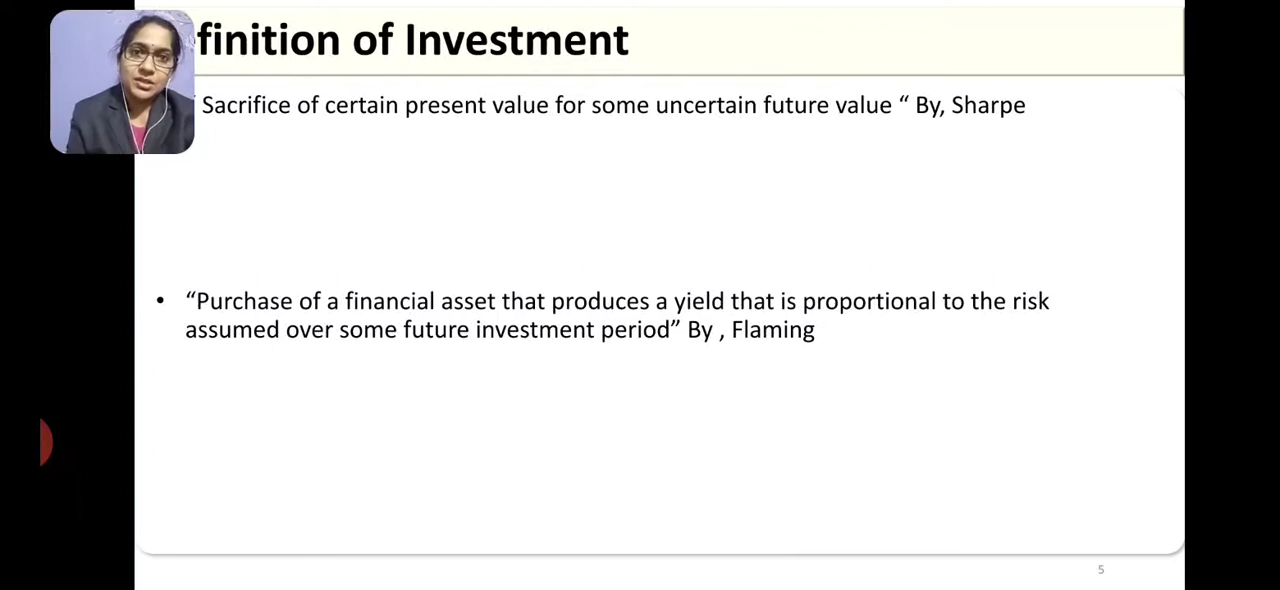 finition of Investment
Sacrifice of certain present value for some uncertain future value “ By, Sharpe
• “Purchase of a financial asset that produces a yield that is proportional to the risk
assumed over some future investment period” By , Flaming
5